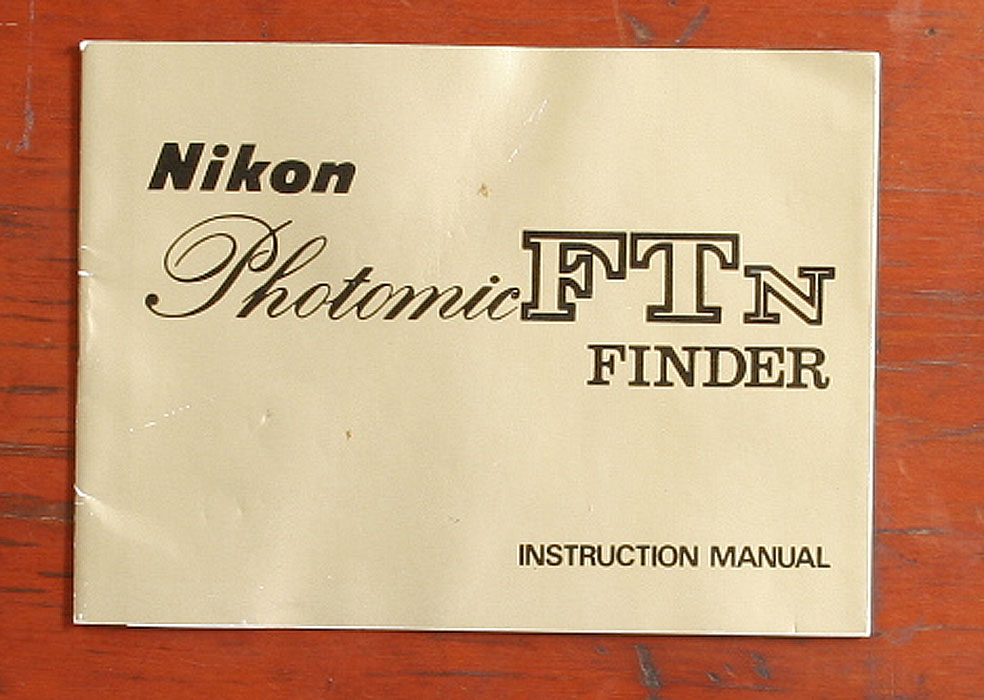 Nikon
Photomic FTN
FINDER
INSTRUCTION MANUAL